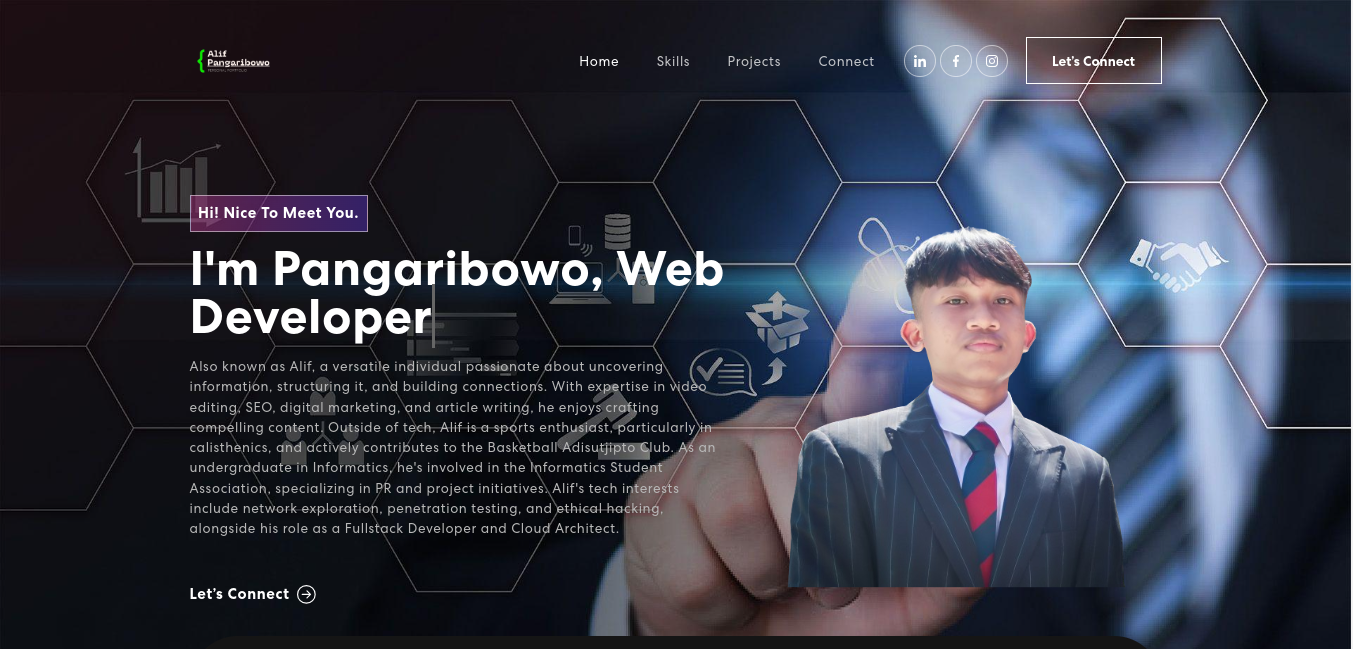 Alif
Pangaribowo
PERSONAL PORTFOLIO
Home Skills Projects Connect Let's Connect
Hi! Nice To Meet You.
I'm Pangaribowo, Web
Developer
Also known as Alif, a versatile individual passionate about uncovering
information, structuring it, and building connections. With expertise in video
editing, SEO, digital marketing, and article writing, he enjoys crafting
compelling content. Outside of tech, Alif is a sports enthusiast, particularly in
calisthenics, and actively contributes to the Basketball Adisutjipto Club. As an
undergraduate in Informatics, he's involved in the Informatics Student
Association, specializing in PR and project initiatives. Alif's tech interests
include network exploration, penetration testing, and ethical hacking,
alongside his role as a Fullstack Developer and Cloud Architect.
Let's Connect